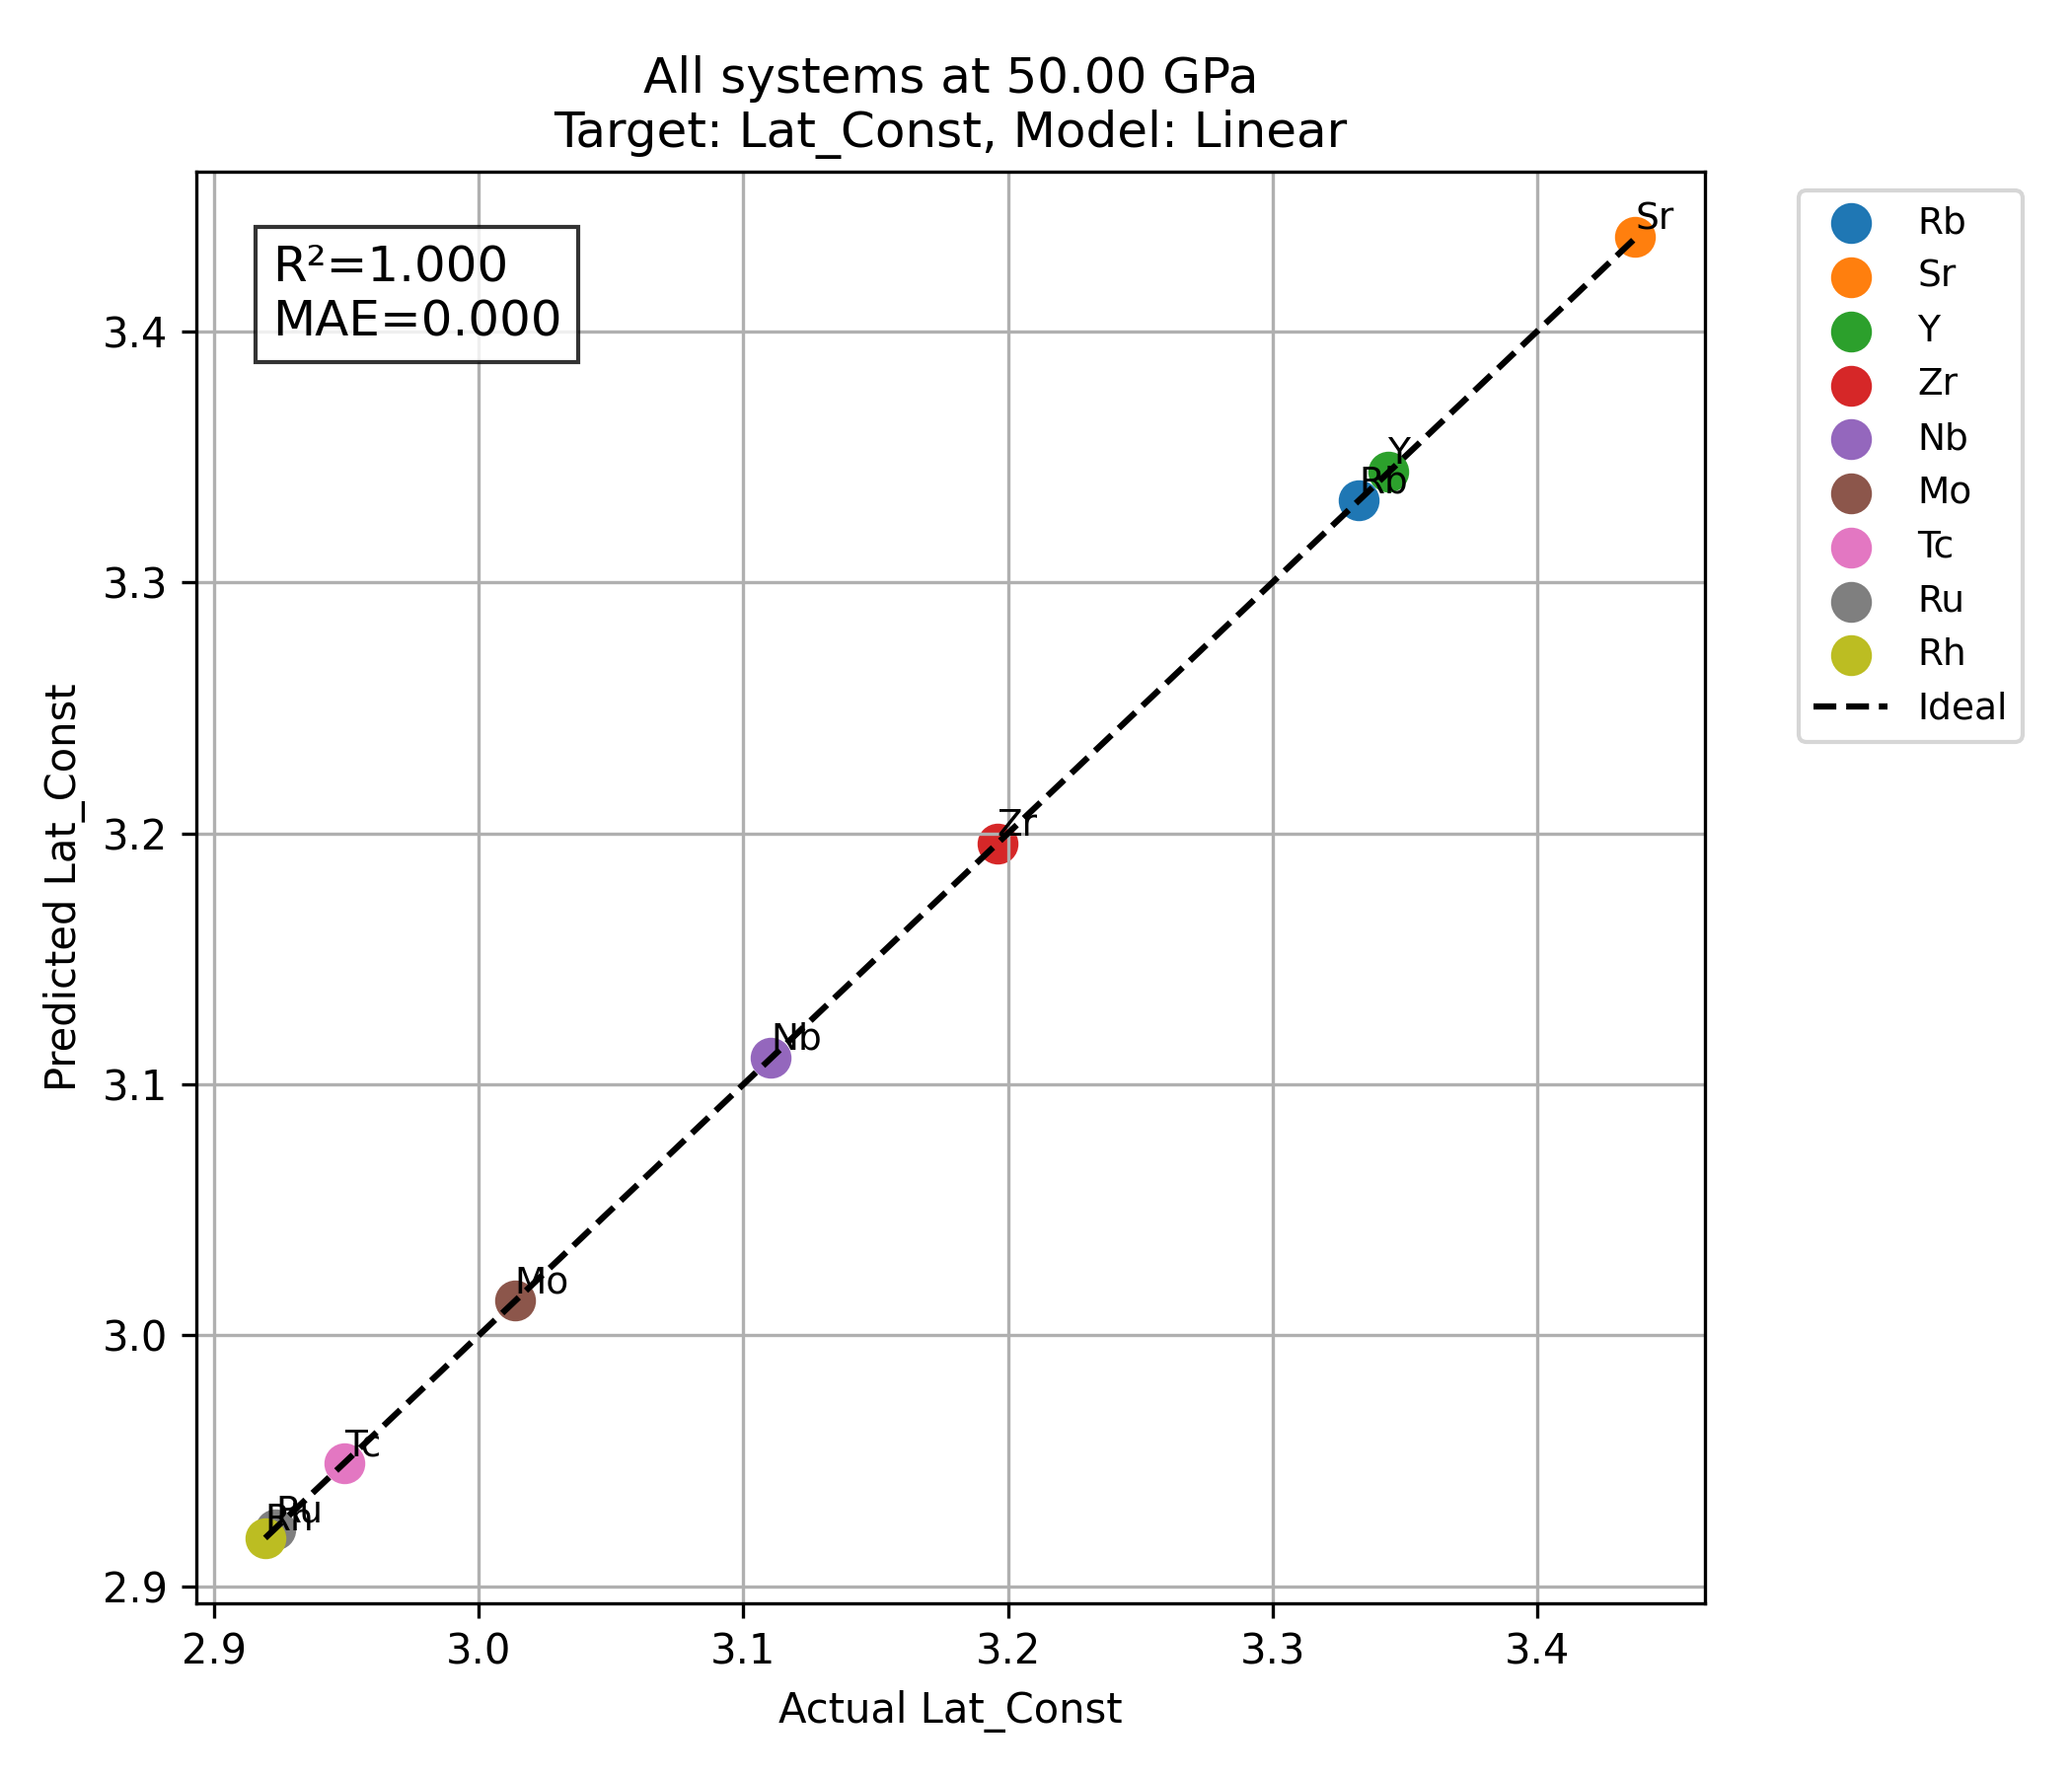 All systems at 50.00 GPa
Target: Lat_Const, Model: Linear
R²=1.000
MAE=0.000
Predicted Lat_Const
3.4
3.3
3.2
3.1
3.0
2.9
Sr
Y
Rb
Zr
Nb
Mo
Tc
Ru
Rh
2.9 3.0 3.1 3.2 3.3 3.4
Actual Lat_Const
Rb
Sr
Y
Zr
Nb
Mo
Tc
Ru
Rh
Ideal